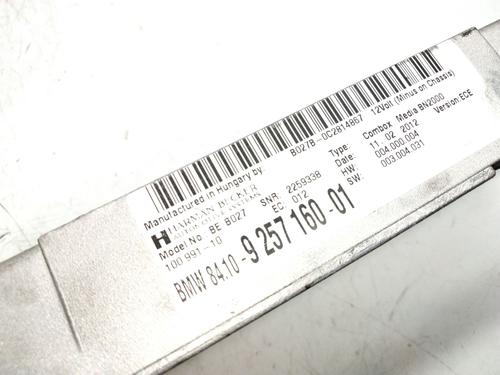 B027B-0C2814867 12Volt (Minus on Chassis)
Manufactured in Hungary by:
HARMAN/BECKER
AUTOMOTIVE SYSTEMS
Model No.: BE B027 SNR: 2259338 Type: Combox Media BN2000
100 991-10 EC: 012 Date: 11 02 2012
HW: 004.000.004 Version:ECE
SW: 003.004.031
BMW 84.10-9 257 160-01